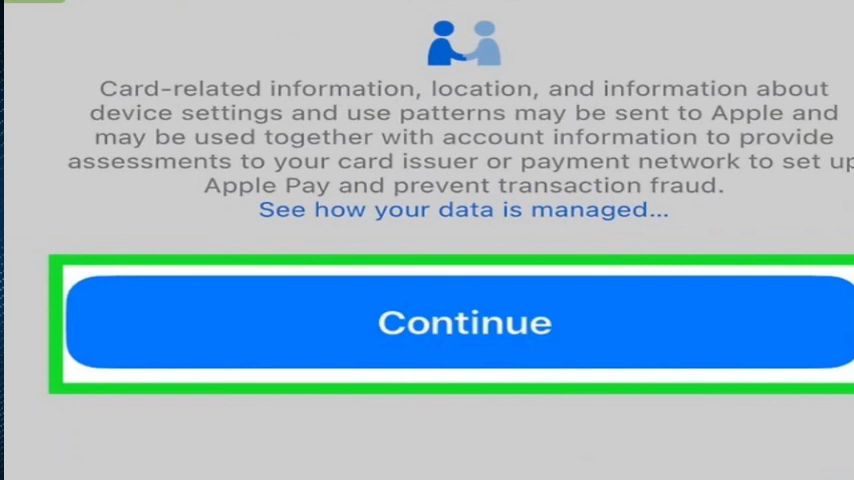 Card-related information, location, and information about
device settings and use patterns may be sent to Apple and
may be used together with account information to provide
assessments to your card issuer or payment network to set up
Apple Pay and prevent transaction fraud.
See how your data is managed...
Continue